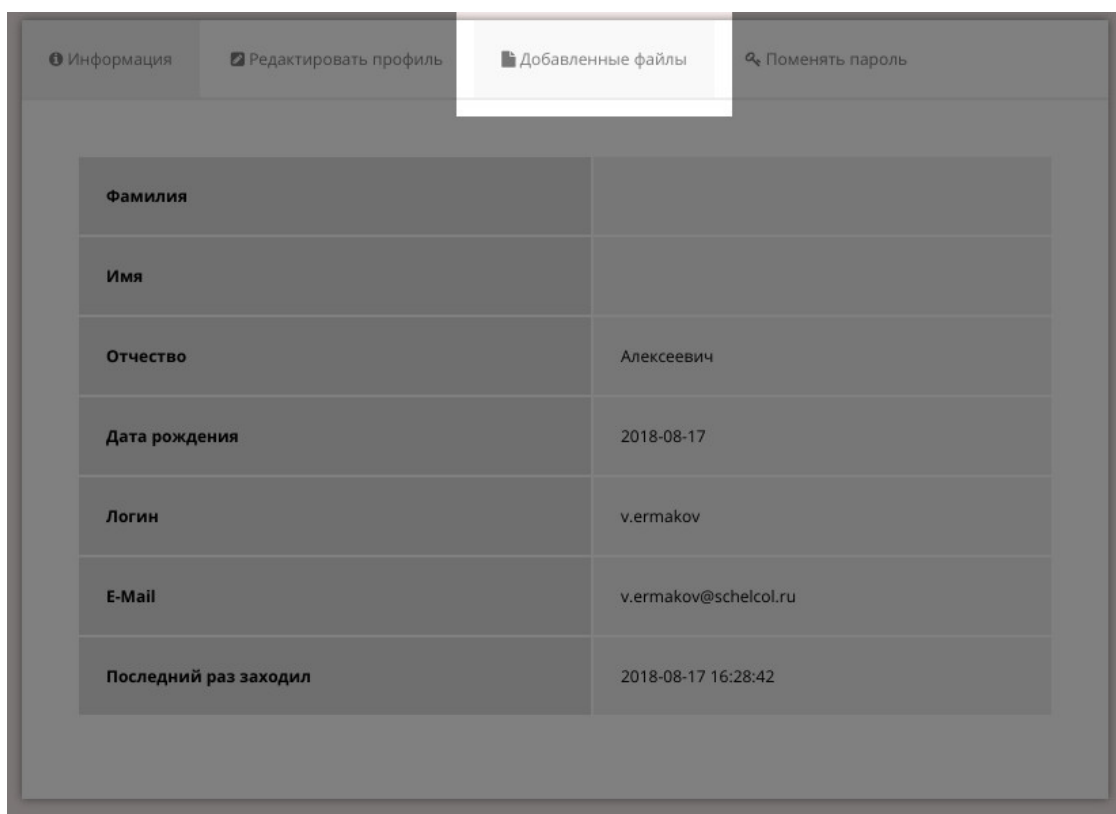 Информация Редактировать профиль Добавленные файлы Поменять пароль
Фамилия
Имя
Отчество Алексеевич
Дата рождения 2018-08-17
Логин v.ermakov
E-Mail v.ermakov@schelcol.ru
Последний раз заходил 2018-08-17 16:28:42